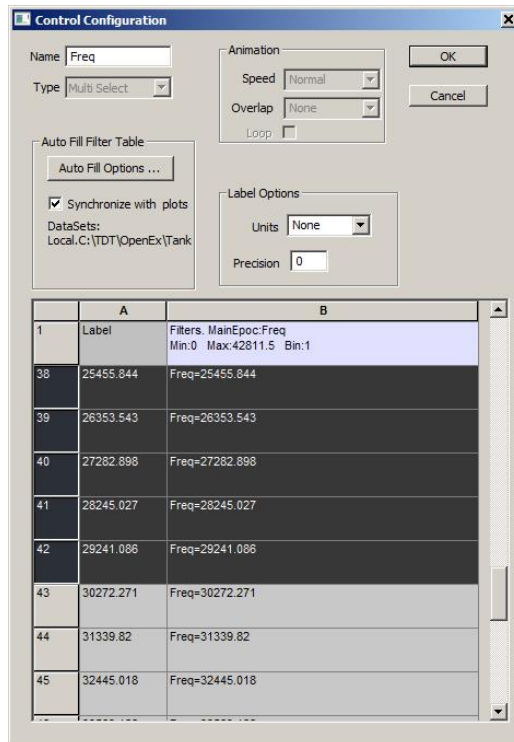 Control Configuration
Name Freq
Type Multi Select
Animation
Speed Normal
Overlap None
Loop
OK
Cancel
Auto Fill Filter Table
Auto Fill Options ...
Synchronize with plots
DataSets:
Local.C:\TDT\OpenEx\Tank
Label Options
Units None
Precision 0
A B
1 Label Filters. MainEpoc:Freq
Min:0 Max:42811.5 Bin:1
38 25455.844 Freq=25455.844
39 26353.543 Freq=26353.543
40 27282.898 Freq=27282.898
41 28245.027 Freq=28245.027
42 29241.086 Freq=29241.086
43 30272.271 Freq=30272.271
44 31339.82 Freq=31339.82
45 32445.018 Freq=32445.018